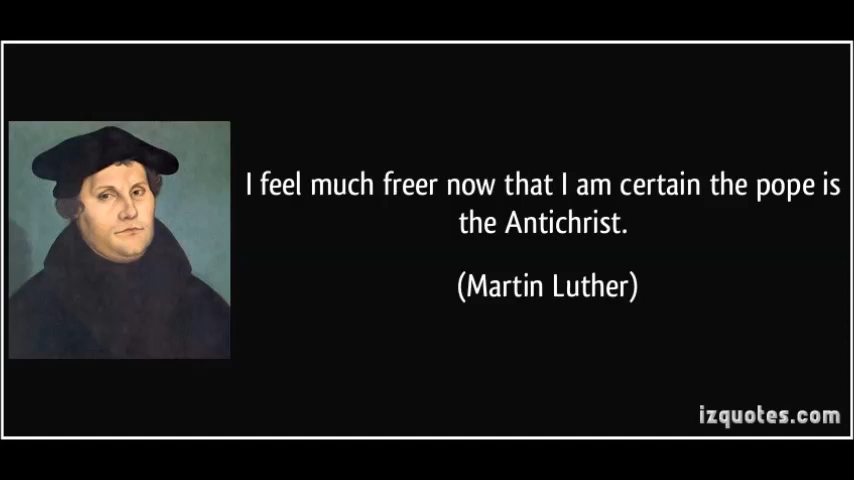 I feel much freer now that I am certain the pope is
the Antichrist.
(Martin Luther)
izquotes.com